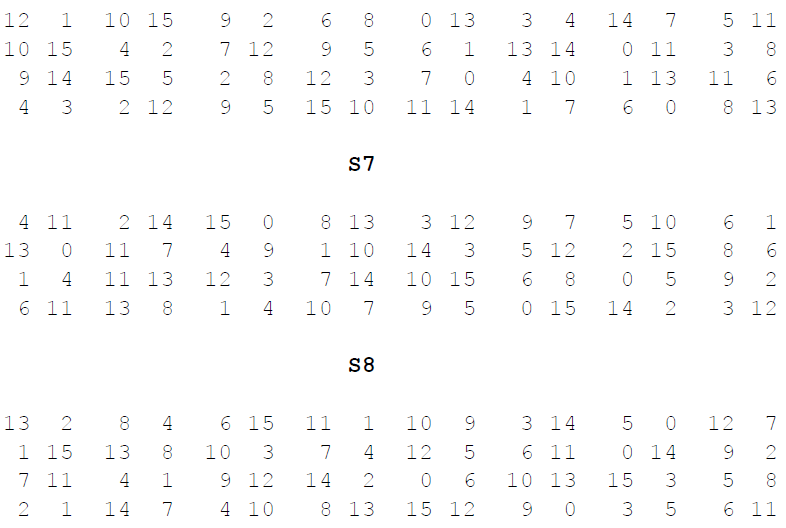 12 1 10 15 9 2 6 8 0 13 3 4 14 7 5 11
10 15 4 2 7 12 9 5 6 1 13 14 0 11 3 8
9 14 15 5 2 8 12 3 7 0 4 10 1 13 11 6
4 3 2 12 9 5 15 10 11 14 1 7 6 0 8 13
S7
4 11 2 14 15 0 8 13 3 12 9 7 5 10 6 1
13 0 11 7 4 9 1 10 14 3 5 12 2 15 8 6
1 4 11 13 12 3 7 14 10 15 6 8 0 5 9 2
6 11 13 8 1 4 10 7 9 5 0 15 14 2 3 12
S8
13 2 8 4 6 15 11 1 10 9 3 14 5 0 12 7
1 15 13 8 10 3 7 4 12 5 6 11 0 14 9 2
7 11 4 1 9 12 14 2 0 6 10 13 15 3 5 8
2 1 14 7 4 10 8 13 15 12 9 0 3 5 6 11